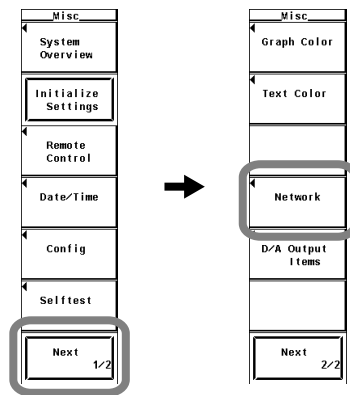 Misc
System
Overview
Initialize
Settings
Remote
Control
Date/Time
Config
Selftest
Next
1/2
Misc
Graph Color
Text Color
Network
D/A Output
Items
Next
2/2